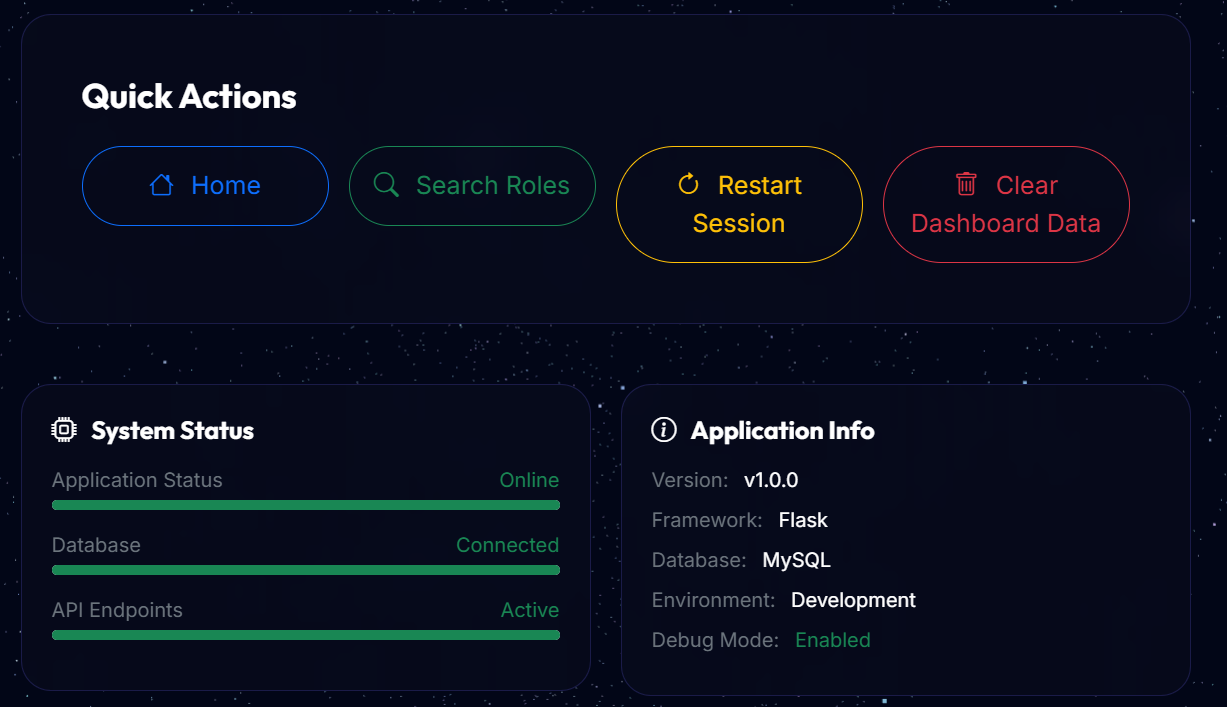 Quick Actions
Home
Search Roles
Restart
Session
Clear
Dashboard Data
System Status
Application Status Online
Database Connected
API Endpoints Active
Application Info
Version: v1.0.0
Framework: Flask
Database: MySQL
Environment: Development
Debug Mode: Enabled